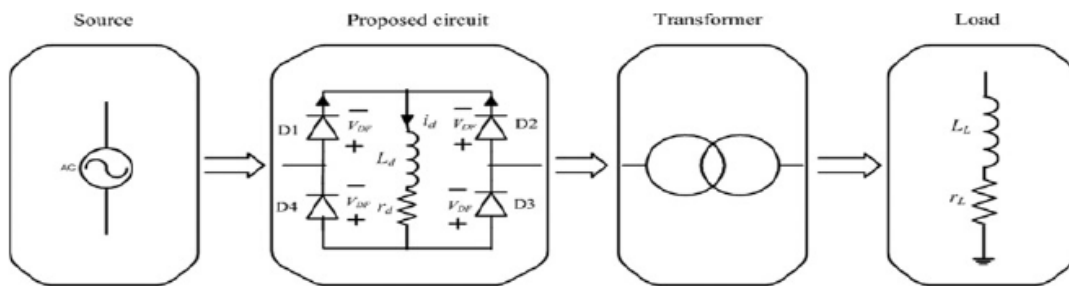 Source
Proposed circuit
Transformer
Load
AC
D1
V_DF
i_d
V_DF
D2
L_d
D4
V_DF
r_d
V_DF
D3
L_L
r_L